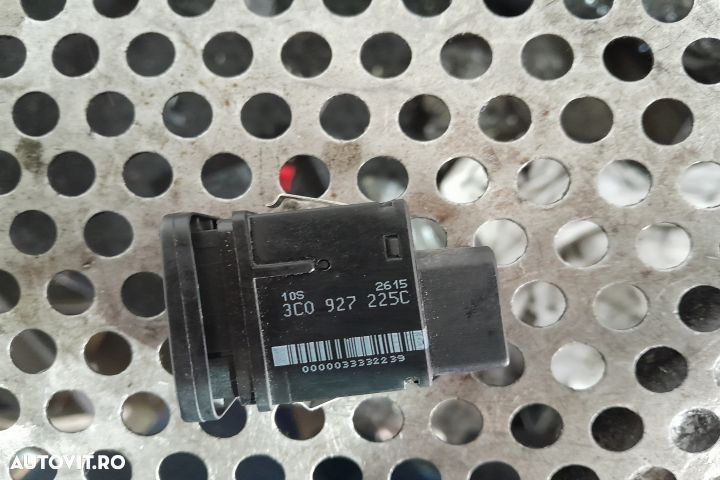 10S 2615
3C0 927 225C
0000033332239
AUTOVIT.RO